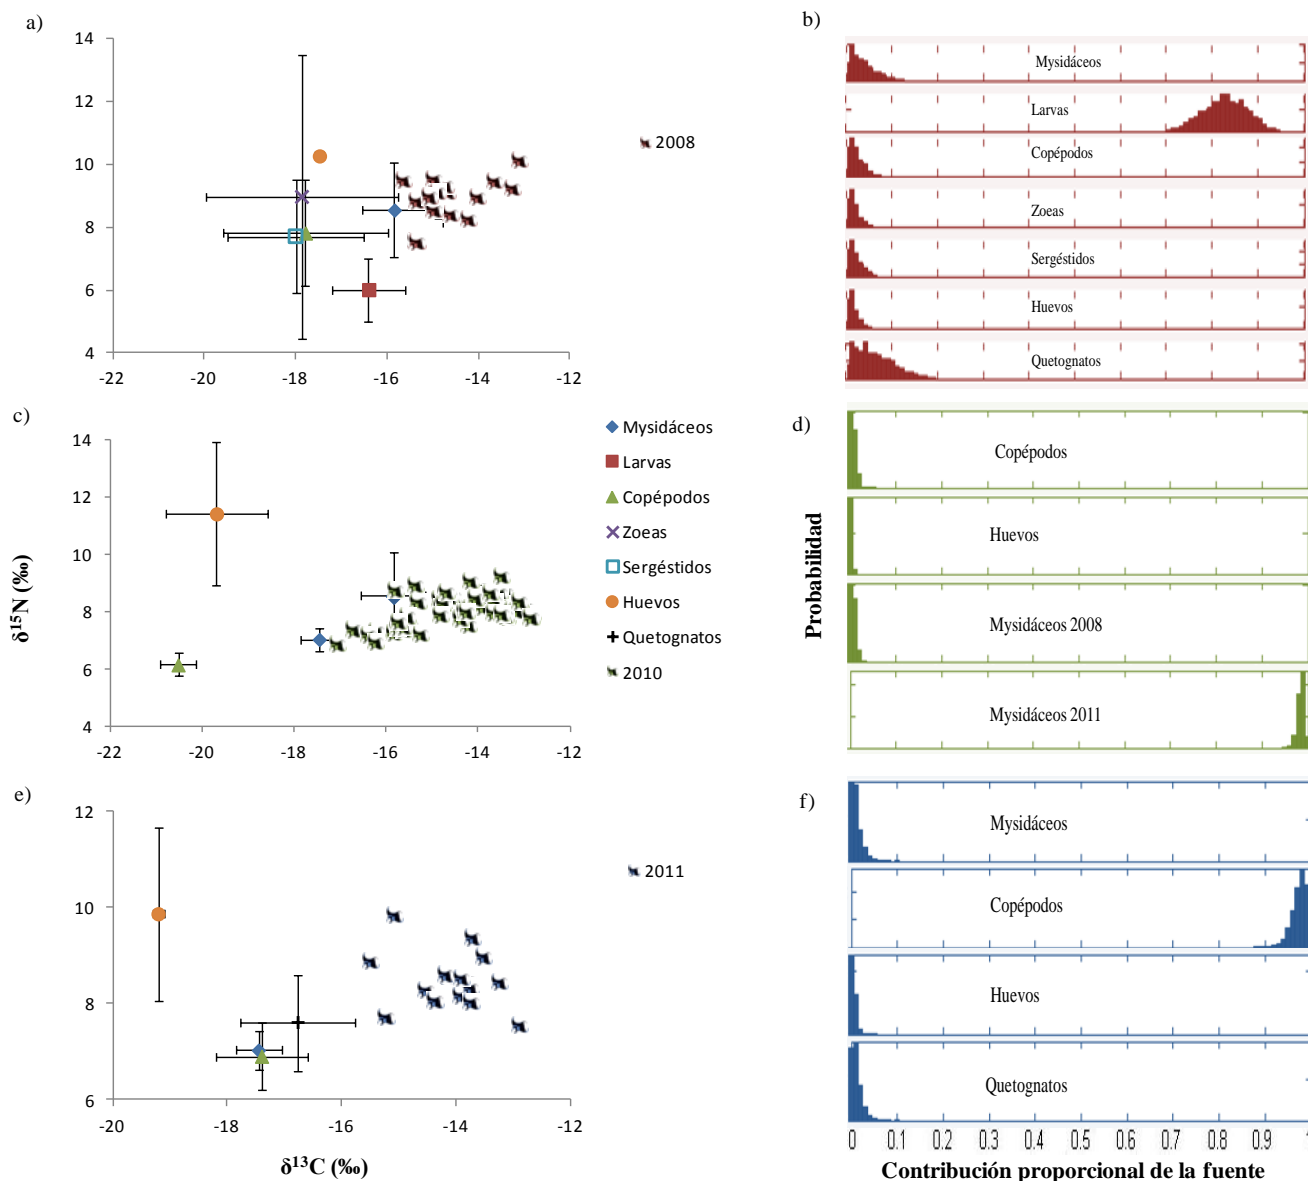 a)
14
12
10
8
6
4
-22 -20 -18 -16 -14 -12
2008
b)
Mysidáceos
Larvas
Copépodos
Zoeas
Sergéstidos
Huevos
Quetognatos
c)
14
12
10
8
6
4
-22 -20 -18 -16 -14 -12
δ15N (‰)
Mysidáceos
Larvas
Copépodos
Zoeas
Sergéstidos
Huevos
Quetognatos
2010
d)
Probabilidad
Copépodos
Huevos
Mysidáceos 2008
Mysidáceos 2011
e)
12
10
8
6
-20 -18 -16 -14 -12
δ13C (‰)
2011
f)
Mysidáceos
Copépodos
Huevos
Quetognatos
0 0.1 0.2 0.3 0.4 0.5 0.6 0.7 0.8 0.9 1
Contribución proporcional de la fuente